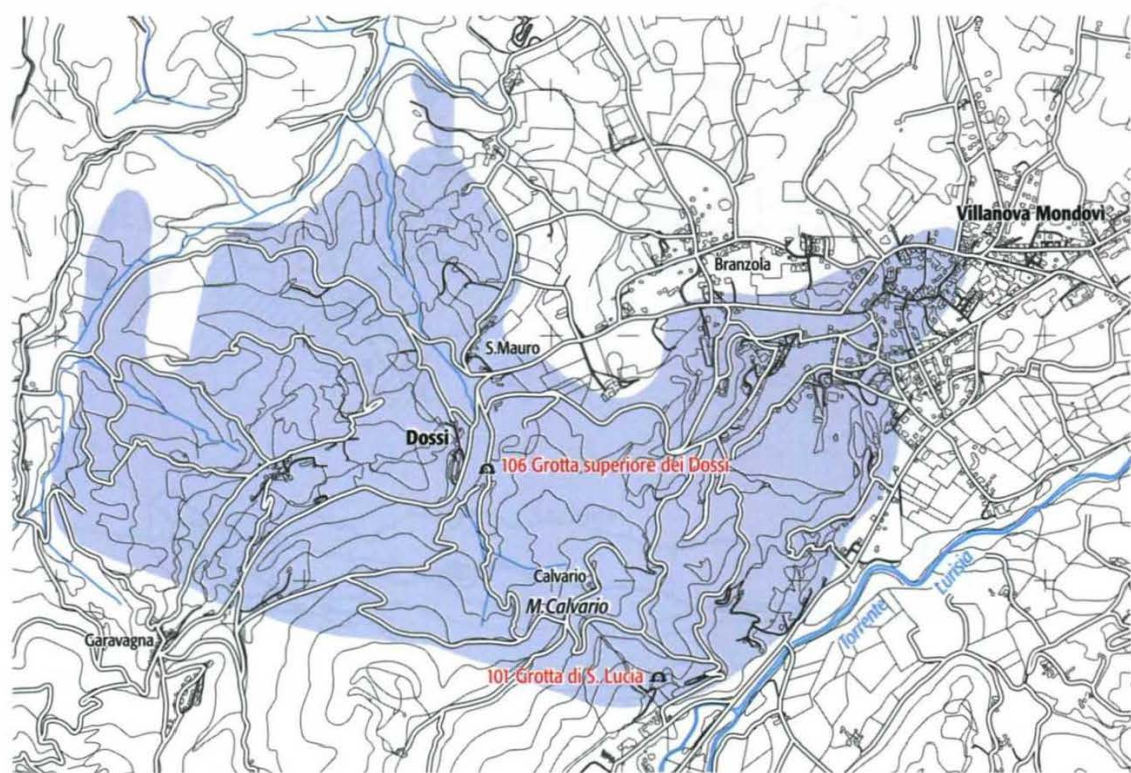 Villanova Mondovì
Branzola
S.Mauro
Dossi
106 Grotta superiore dei Dossi
Calvario
M.Calvario
Garavagna
101 Grotta di S. Lucia
Torrente
Lurisia